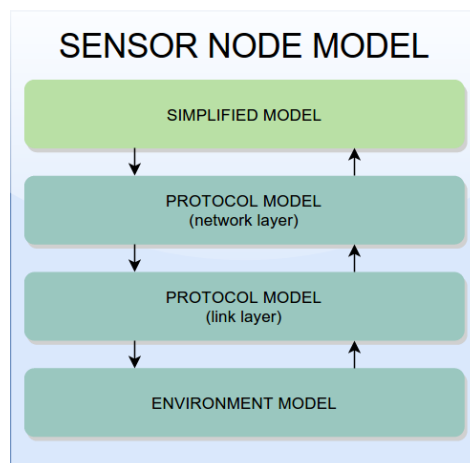 SENSOR NODE MODEL
SIMPLIFIED MODEL
PROTOCOL MODEL
(network layer)
PROTOCOL MODEL
(link layer)
ENVIRONMENT MODEL